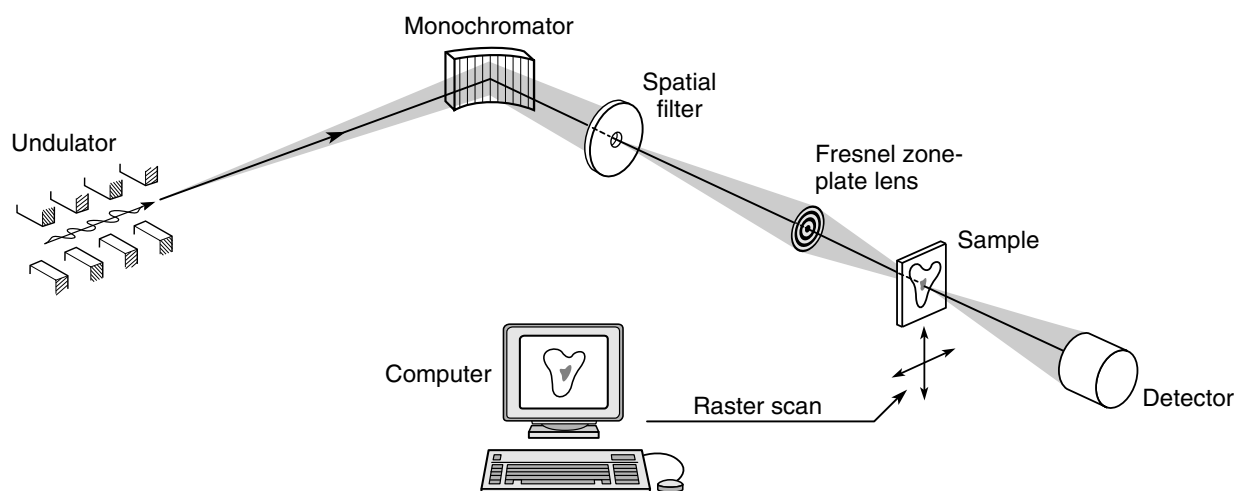 Monochromator
Spatial
filter
Undulator
Fresnel zone-
plate lens
Sample
Computer
Raster scan
Detector